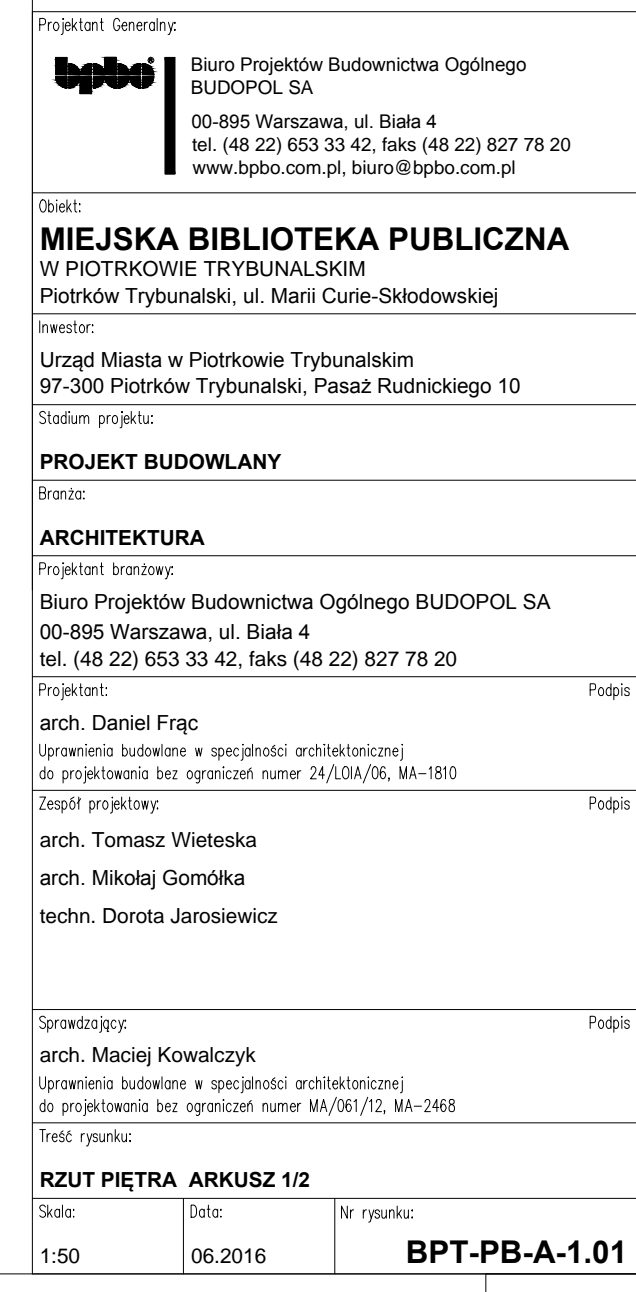 Projektant Generalny:
bpbo
Biuro Projektów Budownictwa Ogólnego
BUDOPOL SA
00-895 Warszawa, ul. Biała 4
tel. (48 22) 653 33 42, faks (48 22) 827 78 20
www.bpbo.com.pl, biuro@bpbo.com.pl
Obiekt:
MIEJSKA BIBLIOTEKA PUBLICZNA
W PIOTRKOWIE TRYBUNALSKIM
Piotrków Trybunalski, ul. Marii Curie-Skłodowskiej
Inwestor:
Urząd Miasta w Piotrkowie Trybunalskim
97-300 Piotrków Trybunalski, Pasaż Rudnickiego 10
Stadium projektu:
PROJEKT BUDOWLANY
Branża:
ARCHITEKTURA
Projektant branżowy:
Biuro Projektów Budownictwa Ogólnego BUDOPOL SA
00-895 Warszawa, ul. Biała 4
tel. (48 22) 653 33 42, faks (48 22) 827 78 20
Projektant: Podpis
arch. Daniel Frąc
Uprawnienia budowlane w specjalności architektonicznej
do projektowania bez ograniczeń numer 24/LOIA/06, MA-1810
Zespół projektowy: Podpis
arch. Tomasz Wieteska
arch. Mikołaj Gomółka
techn. Dorota Jarosiewicz
Sprawdzający: Podpis
arch. Maciej Kowalczyk
Uprawnienia budowlane w specjalności architektonicznej
do projektowania bez ograniczeń numer MA/061/12, MA-2468
Treść rysunku:
RZUT PIĘTRA ARKUSZ 1/2
Skala: Data: Nr rysunku:
1:50 06.2016 BPT-PB-A-1.01